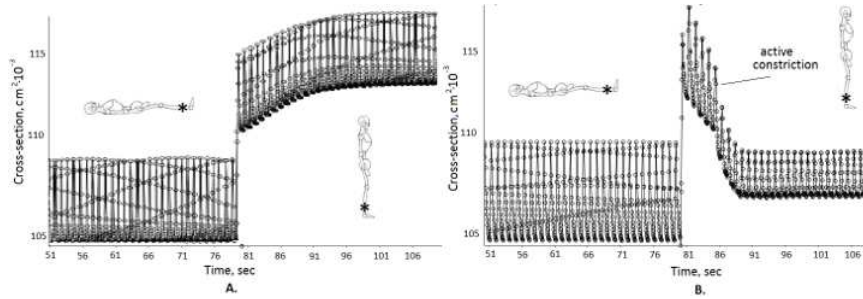 Cross-section, cm²·10⁻³
115
110
105
51 56 61 66 71 76 81 86 91 96 101 106
Time, sec
A.
Cross-section, cm²·10⁻³
115
110
105
active
constriction
51 56 61 66 71 76 81 86 91 96 101 106
Time, sec
B.